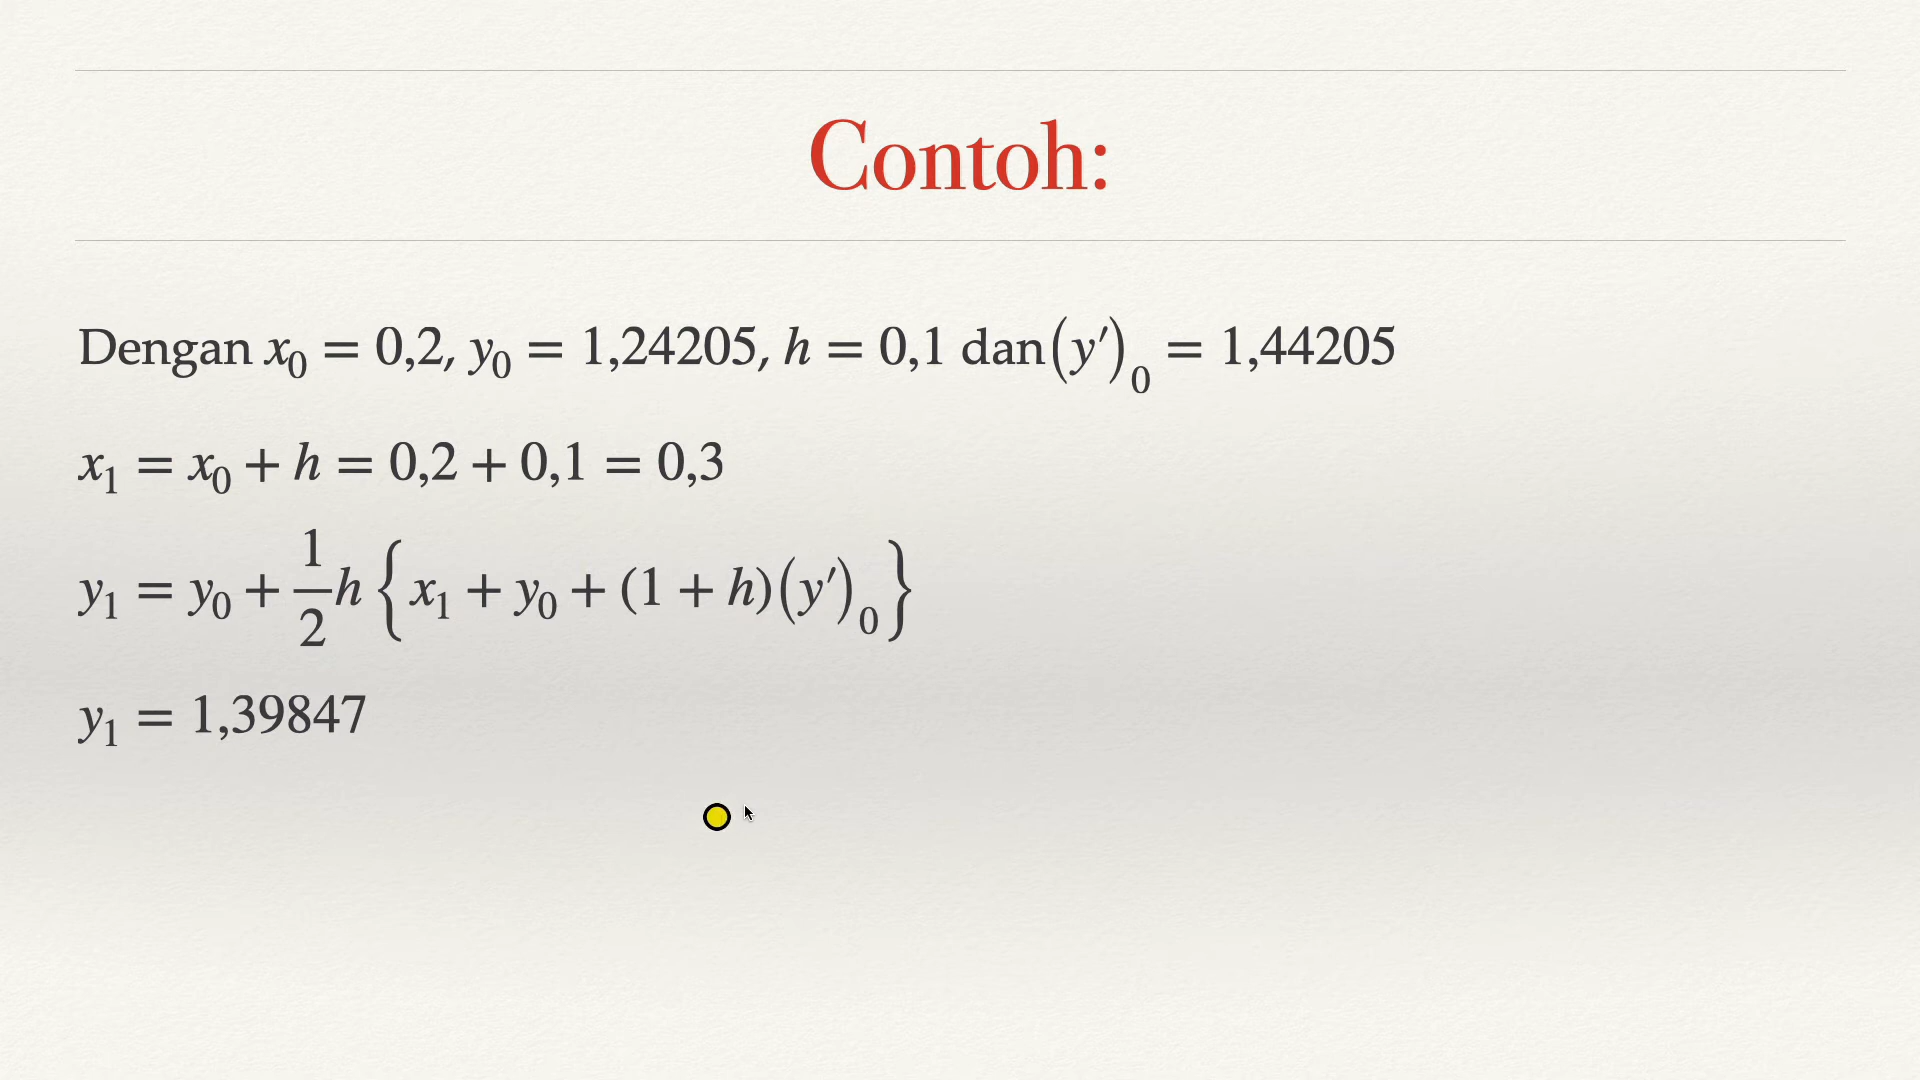 Contoh:
Dengan x₀ = 0,2, y₀ = 1,24205, h = 0,1 dan (y′)₀ = 1,44205
x₁ = x₀ + h = 0,2 + 0,1 = 0,3
y₁ = y₀ + 1/2 h {x₁ + y₀ + (1 + h)(y′)₀}
y₁ = 1,39847